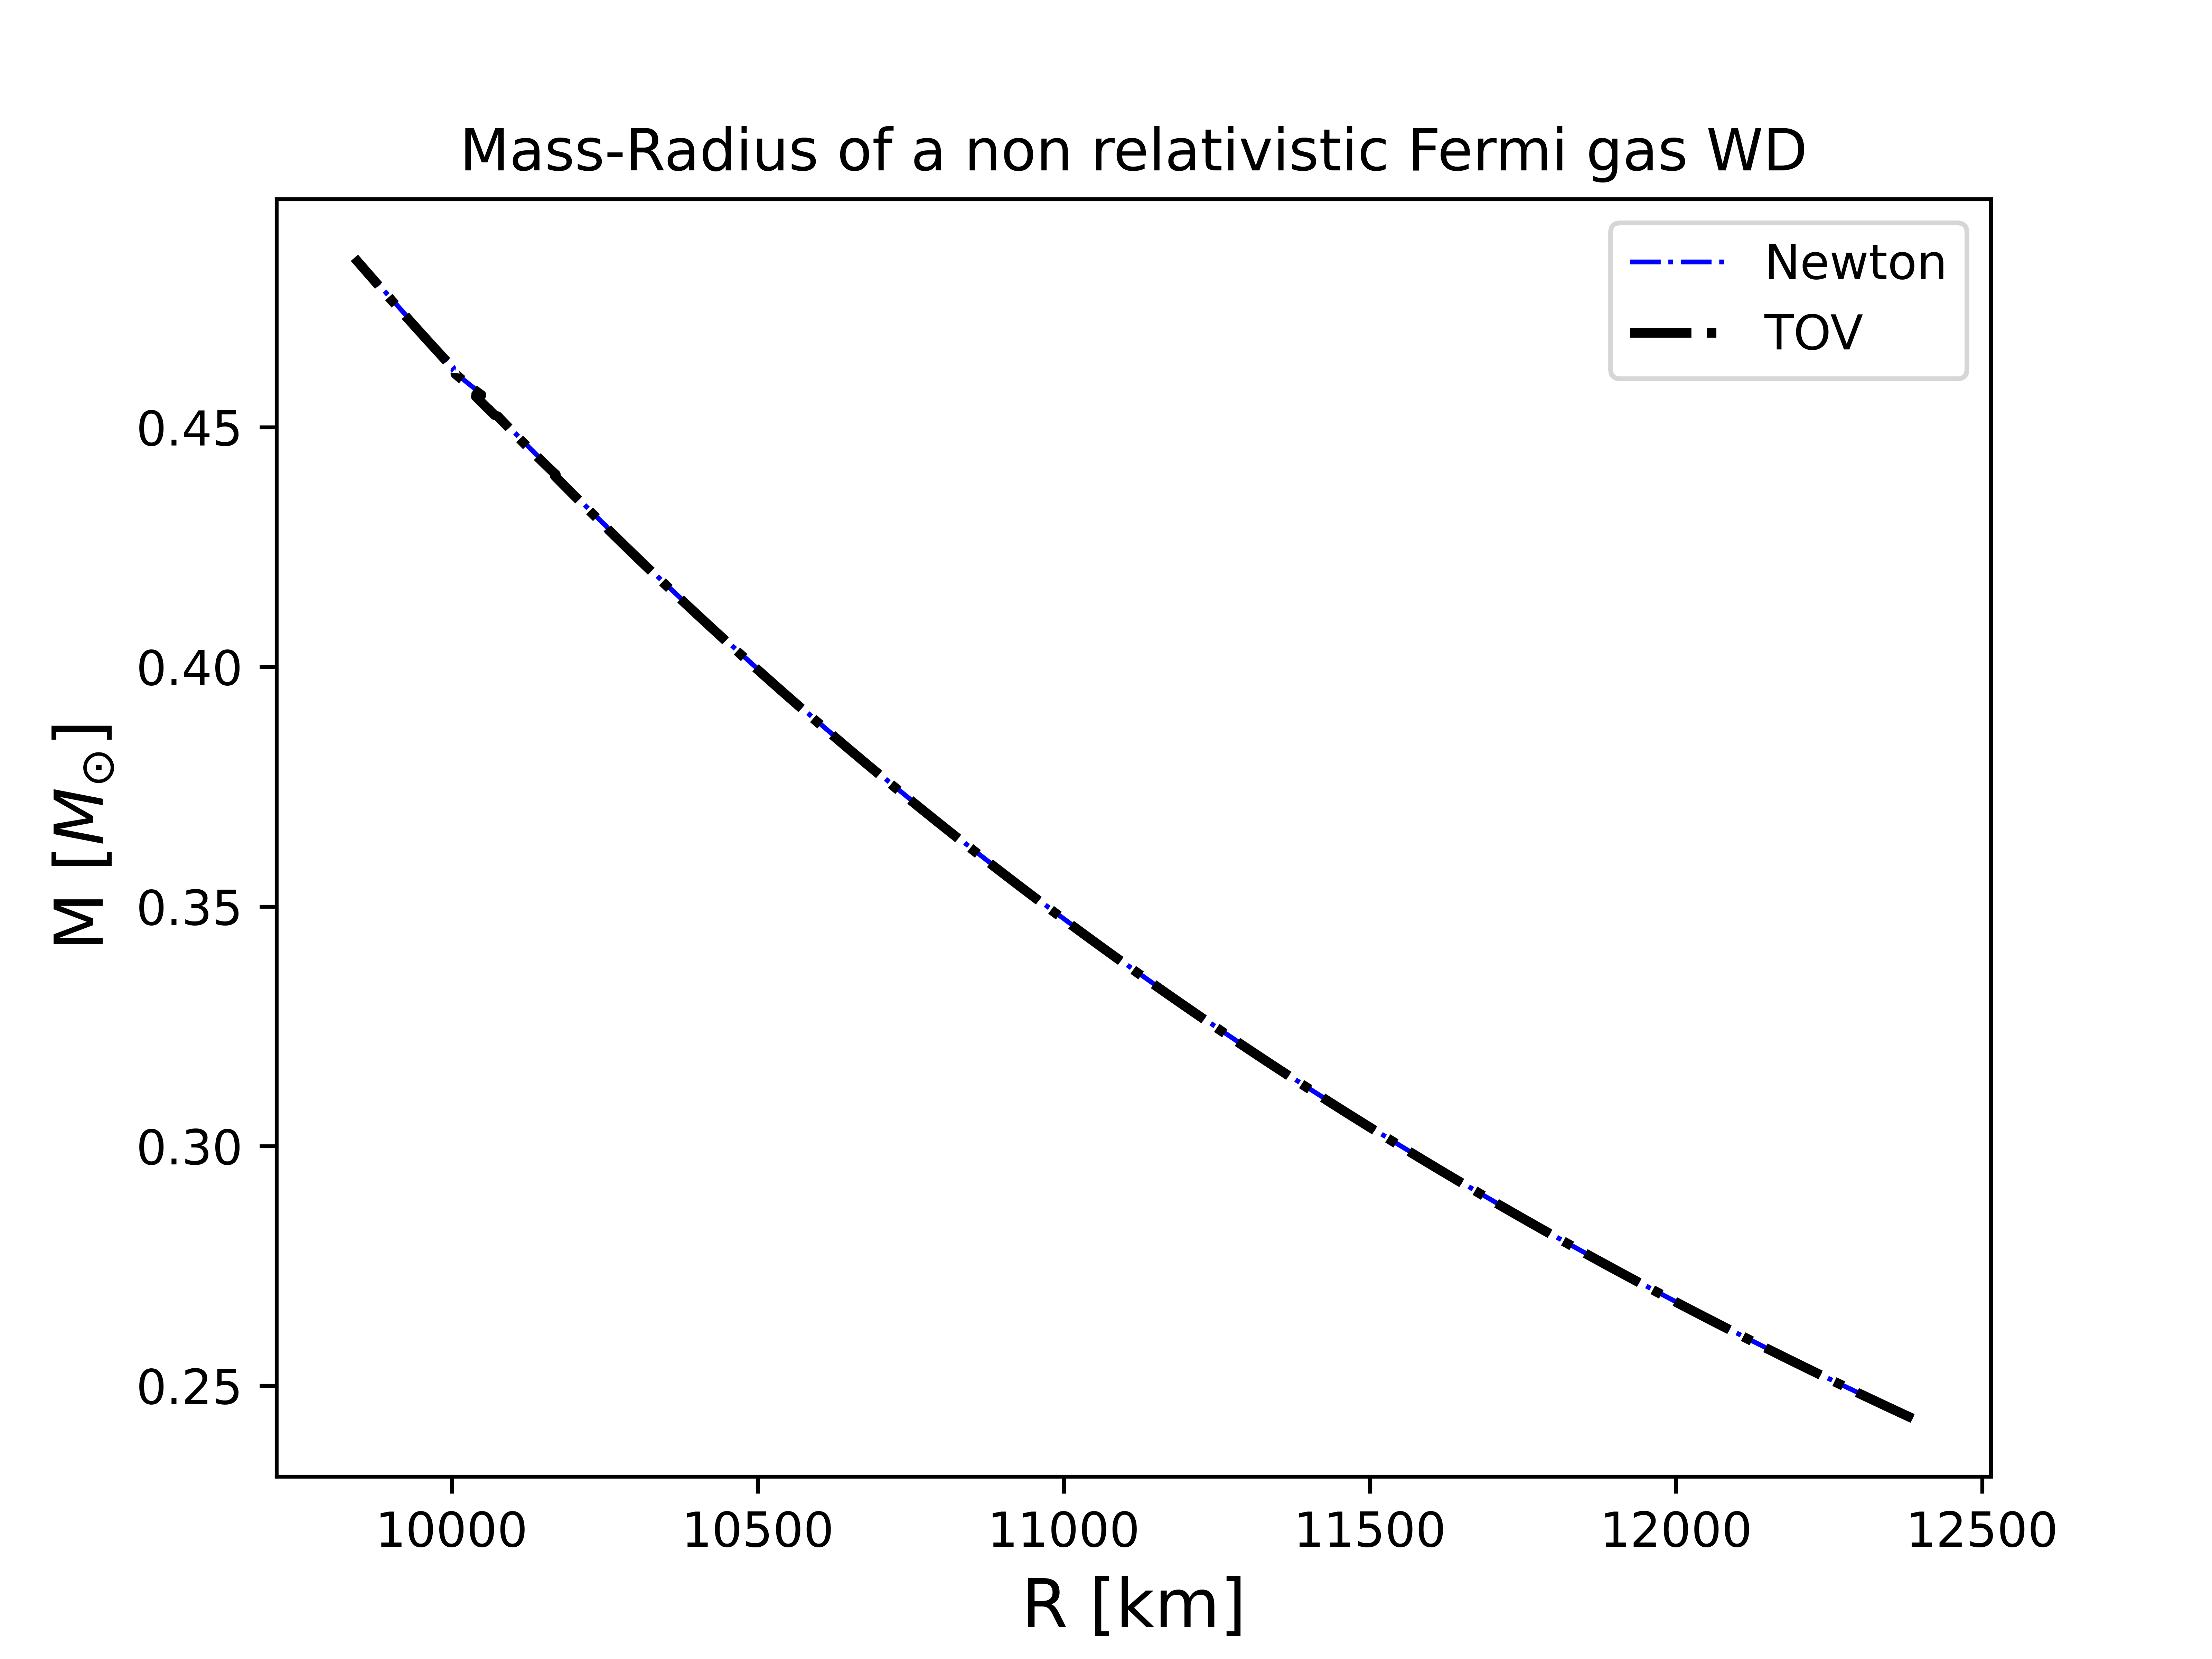 Mass-Radius of a non relativistic Fermi gas WD
Newton
TOV
M [M⊙]
0.45
0.40
0.35
0.30
0.25
10000 10500 11000 11500 12000 12500
R [km]